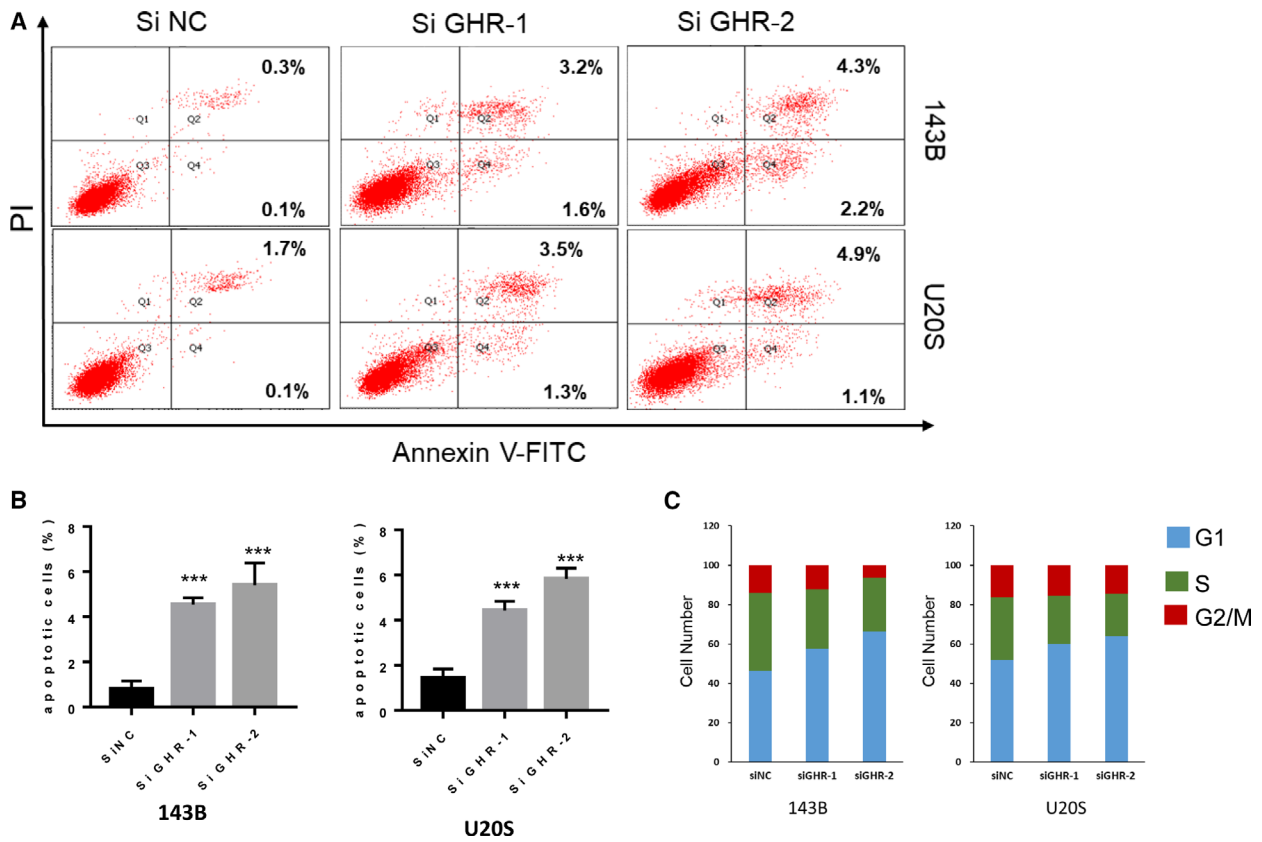 A
Si NC
Si GHR-1
Si GHR-2
0.3%
3.2%
4.3%
Q1 Q2
Q1 Q2
Q1 Q2
Q3 Q4
Q3 Q4
Q3 Q4
0.1%
1.6%
2.2%
143B
1.7%
3.5%
4.9%
Q1 Q2
Q1 Q2
Q1 Q2
Q3 Q4
Q3 Q4
Q3 Q4
0.1%
1.3%
1.1%
U20S
PI
Annexin V-FITC
B
apoptotic cells (%)
8
6
4
2
0
***
***
SiNC
SiGHR-1
SiGHR-2
143B
apoptotic cells (%)
8
6
4
2
0
***
***
SiNC
SiGHR-1
SiGHR-2
U20S
C
Cell Number
120
100
80
60
40
20
0
siNC
siGHR-1
siGHR-2
143B
Cell Number
120
100
80
60
40
20
0
siNC
siGHR-1
siGHR-2
U20S
G1
S
G2/M